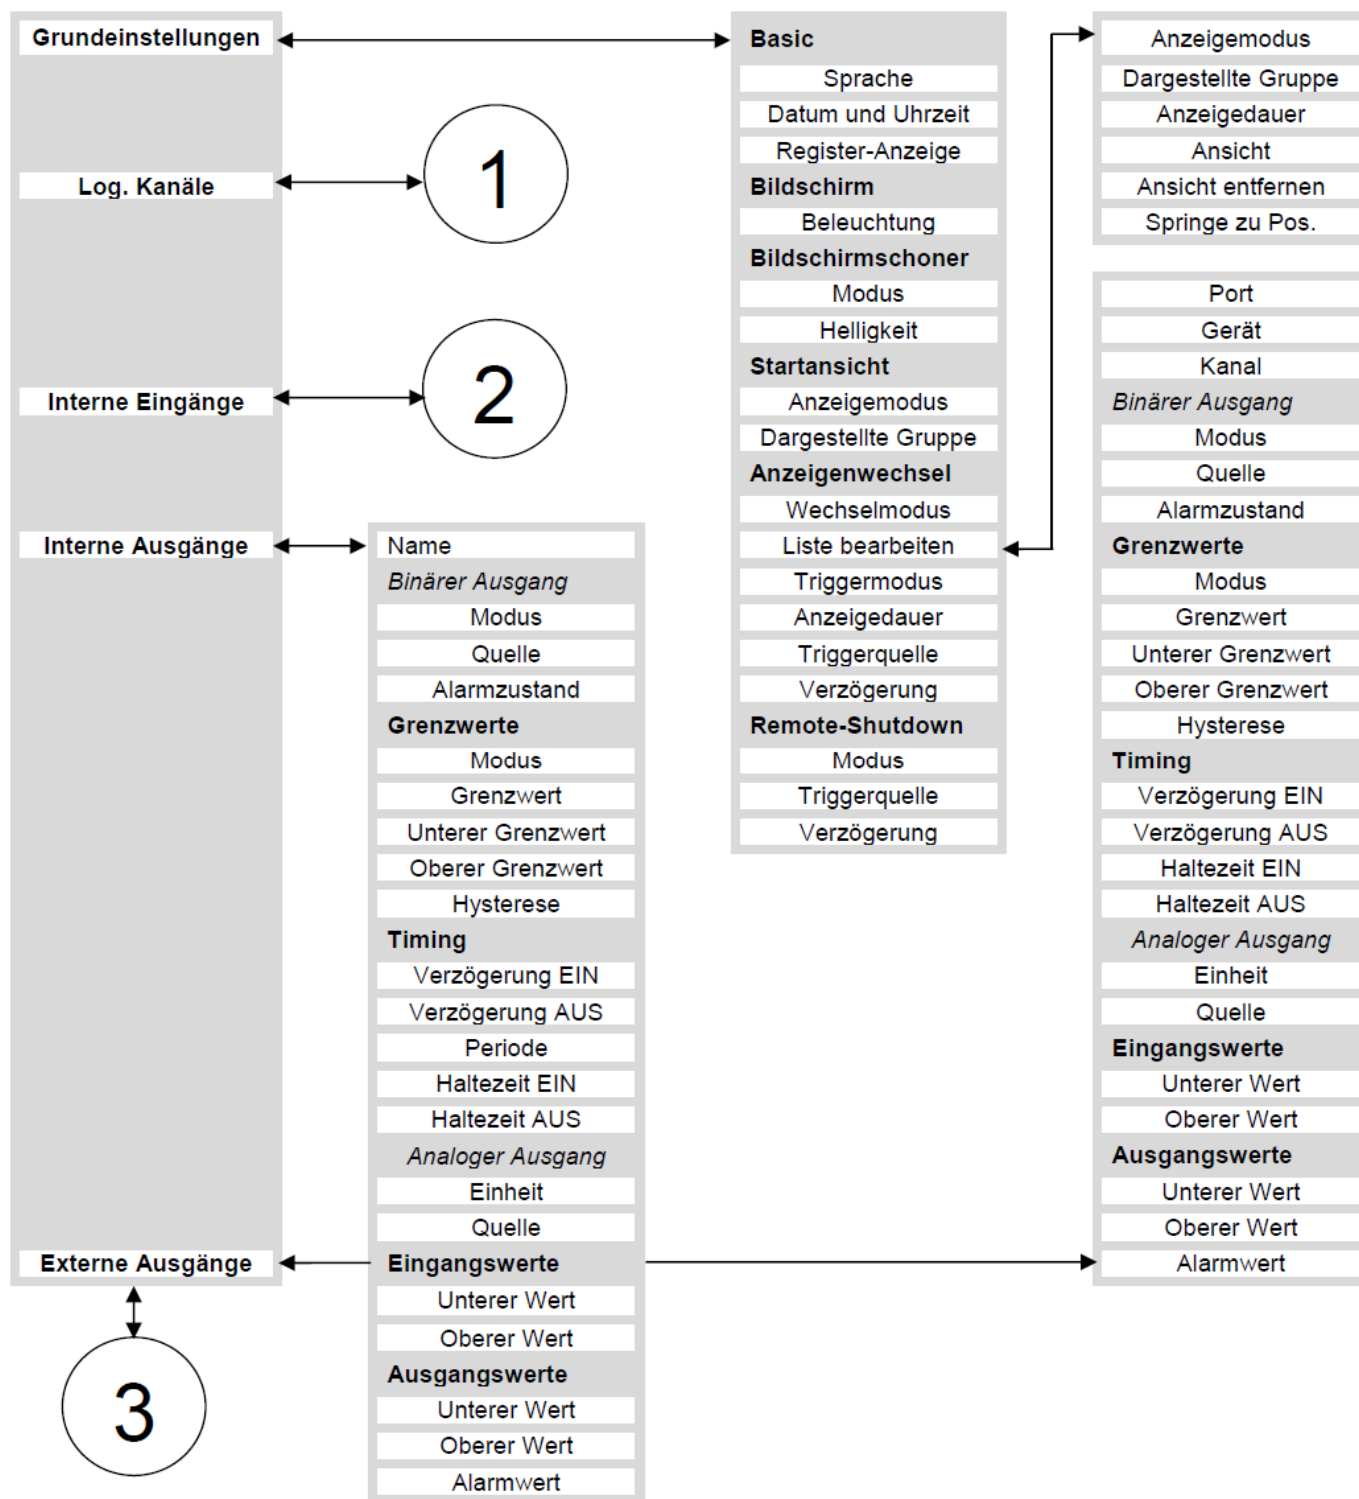 Grundeinstellungen
Log. Kanäle
1
Interne Eingänge
2
Interne Ausgänge
Externe Ausgänge
3
Name
Binärer Ausgang
Modus
Quelle
Alarmzustand
Grenzwerte
Modus
Grenzwert
Unterer Grenzwert
Oberer Grenzwert
Hysterese
Timing
Verzögerung EIN
Verzögerung AUS
Periode
Haltezeit EIN
Haltezeit AUS
Analoger Ausgang
Einheit
Quelle
Eingangswerte
Unterer Wert
Oberer Wert
Ausgangswerte
Unterer Wert
Oberer Wert
Alarmwert
Basic
Sprache
Datum und Uhrzeit
Register-Anzeige
Bildschirm
Beleuchtung
Bildschirmschoner
Modus
Helligkeit
Startansicht
Anzeigemodus
Dargestellte Gruppe
Anzeigenwechsel
Wechselmodus
Liste bearbeiten
Triggermodus
Anzeigedauer
Triggerquelle
Verzögerung
Remote-Shutdown
Modus
Triggerquelle
Verzögerung
Anzeigemodus
Dargestellte Gruppe
Anzeigedauer
Ansicht
Ansicht entfernen
Springe zu Pos.
Port
Gerät
Kanal
Binärer Ausgang
Modus
Quelle
Alarmzustand
Grenzwerte
Modus
Grenzwert
Unterer Grenzwert
Oberer Grenzwert
Hysterese
Timing
Verzögerung EIN
Verzögerung AUS
Haltezeit EIN
Haltezeit AUS
Analoger Ausgang
Einheit
Quelle
Eingangswerte
Unterer Wert
Oberer Wert
Ausgangswerte
Unterer Wert
Oberer Wert
Alarmwert